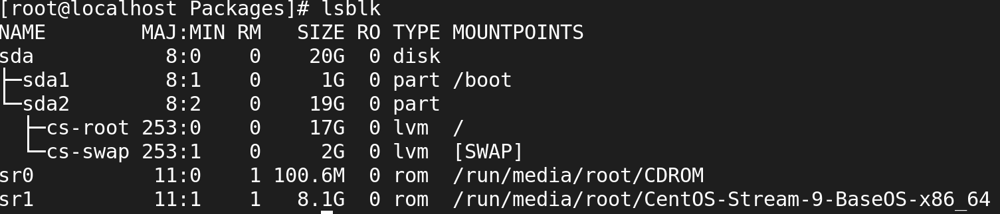 [root@localhost Packages]# lsblk
NAME        MAJ:MIN RM   SIZE RO TYPE MOUNTPOINTS
sda           8:0    0    20G  0 disk
├─sda1        8:1    0     1G  0 part /boot
└─sda2        8:2    0    19G  0 part
  ├─cs-root 253:0    0    17G  0 lvm  /
  └─cs-swap 253:1    0     2G  0 lvm  [SWAP]
sr0          11:0    1 100.6M  0 rom  /run/media/root/CDROM
sr1          11:1    1   8.1G  0 rom  /run/media/root/CentOS-Stream-9-BaseOS-x86_64